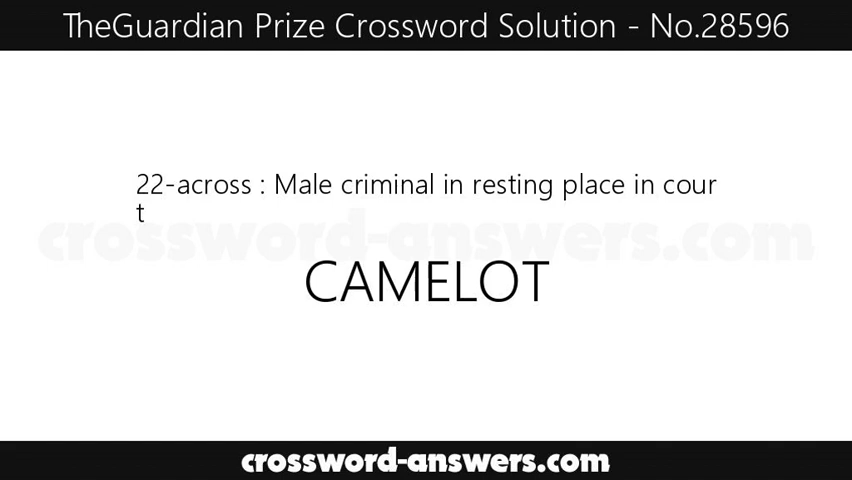 TheGuardian Prize Crossword Solution - No.28596
22-across : Male criminal in resting place in cour
t
crossword-answers.com
CAMELOT
crossword-answers.com